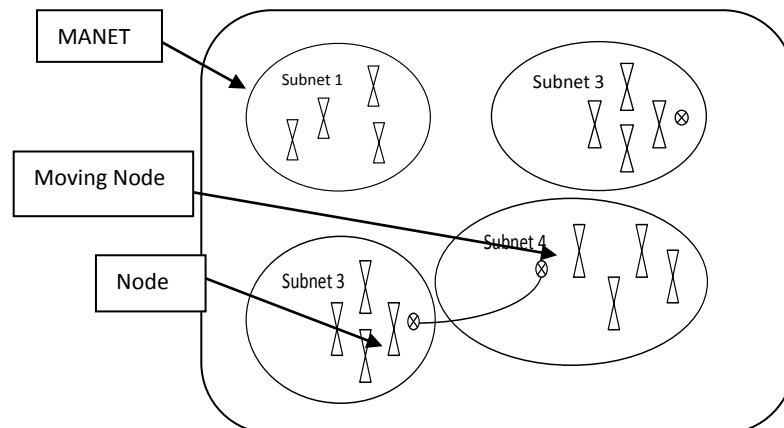 MANET
Subnet 1
Subnet 3
Moving Node
Subnet 4
Node
Subnet 3